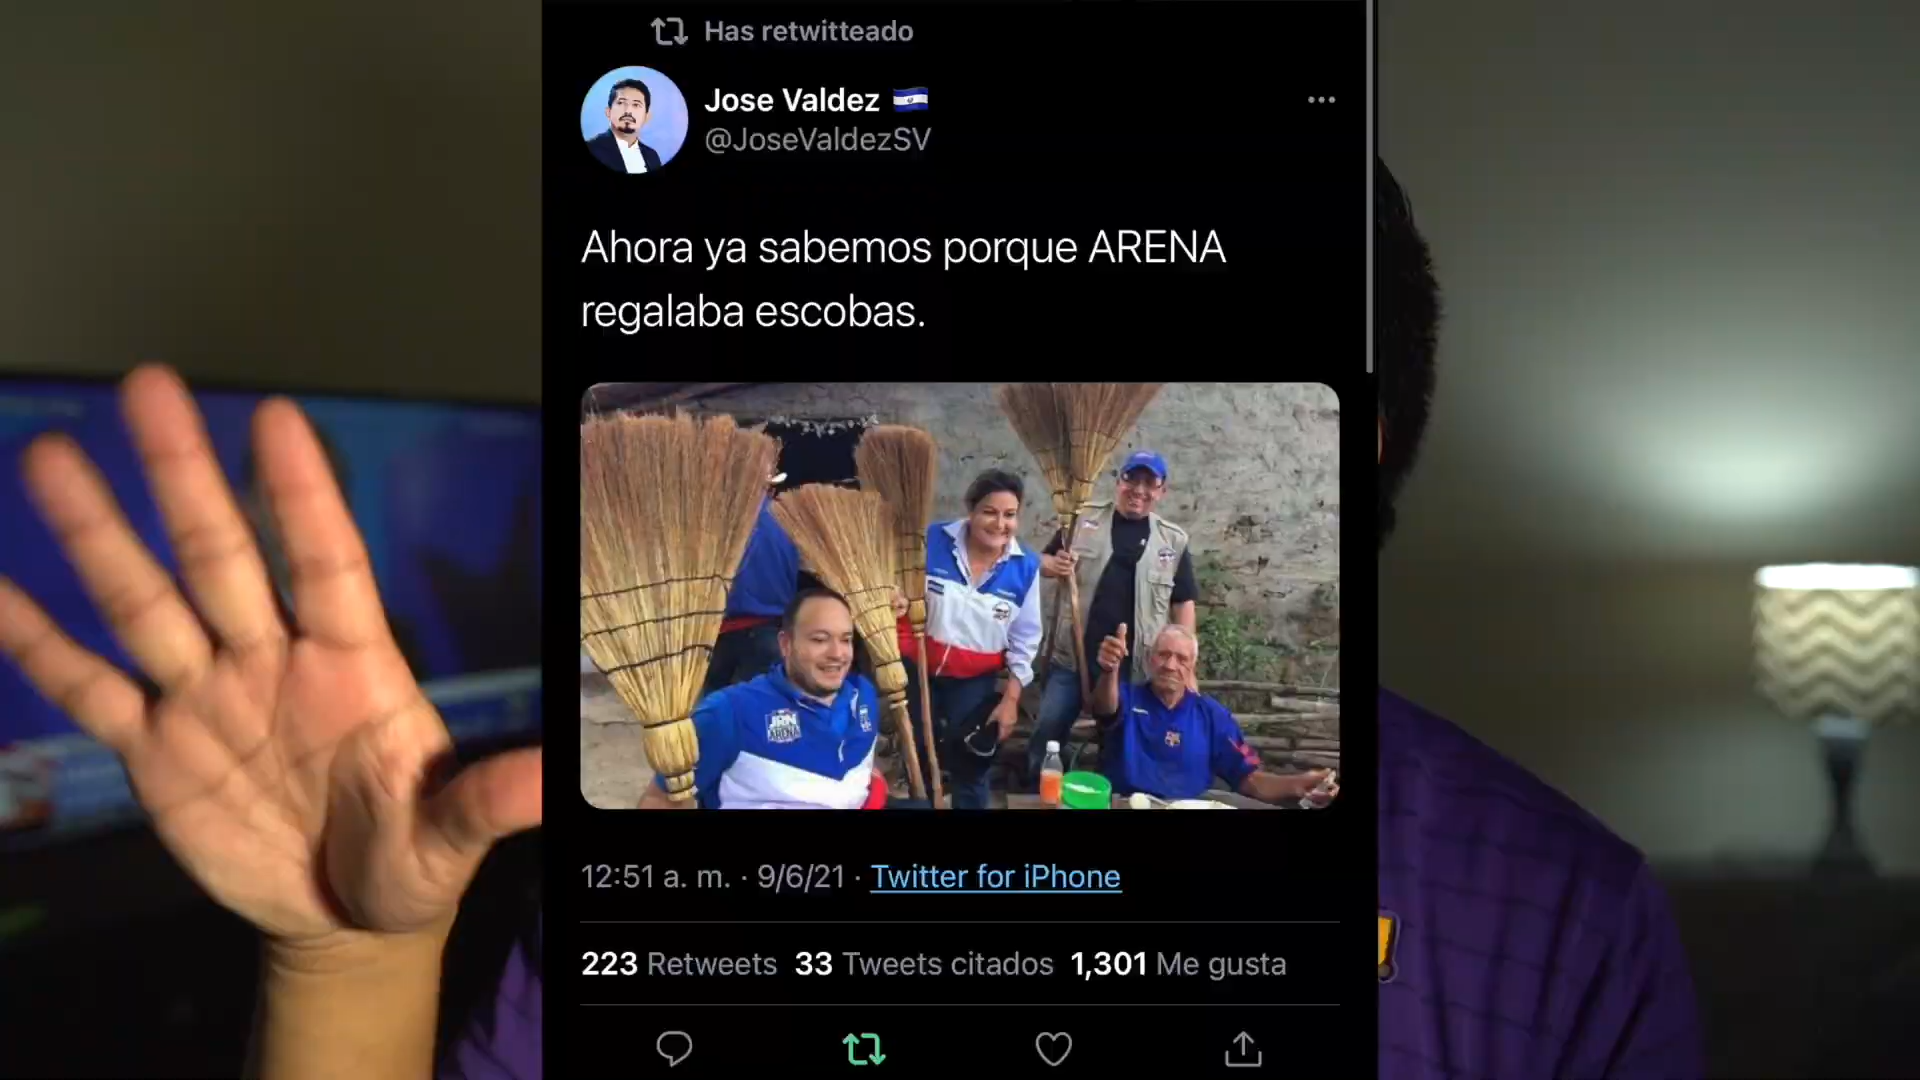 Has retwitteado
Jose Valdez
@JoseValdezSV
Ahora ya sabemos porque ARENA
regalaba escobas.
JRN
ARENA
12:51 a. m. · 9/6/21 · Twitter for iPhone
223 Retweets 33 Tweets citados 1,301 Me gusta